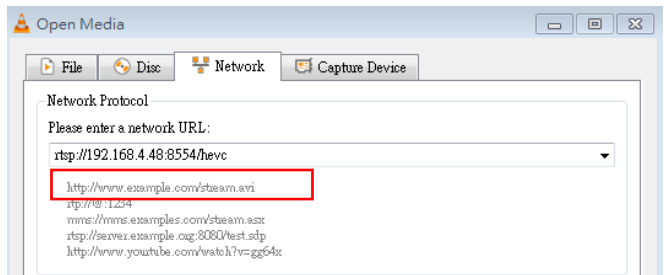 Open Media
File Disc Network Capture Device
Network Protocol
Please enter a network URL:
rtsp://192.168.4.48:8554/hevc
http://www.example.com/stream.avi
rtp://@:1234
mms://mms.examples.com/stream.asx
rtsp://server.example.org:8080/test.sdp
http://www.yourtube.com/watch?v=gg64x